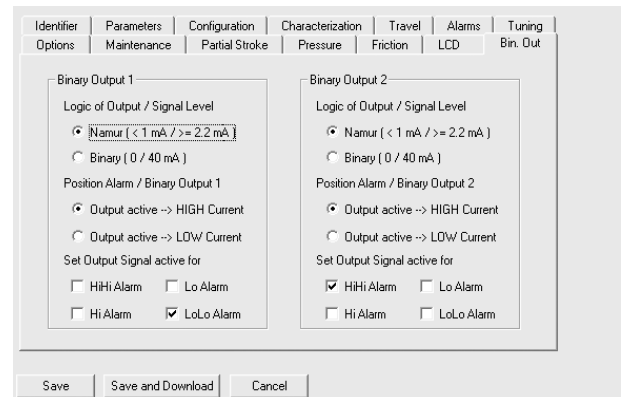 Identifier Parameters Configuration Characterization Travel Alarms Tuning
Options Maintenance Partial Stroke Pressure Friction LCD Bin. Out
Binary Output 1
Logic of Output / Signal Level
Namur ( < 1 mA / >= 2.2 mA )
Binary ( 0 / 40 mA )
Position Alarm / Binary Output 1
Output active --> HIGH Current
Output active --> LOW Current
Set Output Signal active for
HiHi Alarm Lo Alarm
Hi Alarm LoLo Alarm
Binary Output 2
Logic of Output / Signal Level
Namur ( < 1 mA / >= 2.2 mA )
Binary ( 0 / 40 mA )
Position Alarm / Binary Output 2
Output active --> HIGH Current
Output active --> LOW Current
Set Output Signal active for
HiHi Alarm Lo Alarm
Hi Alarm LoLo Alarm
Save Save and Download Cancel